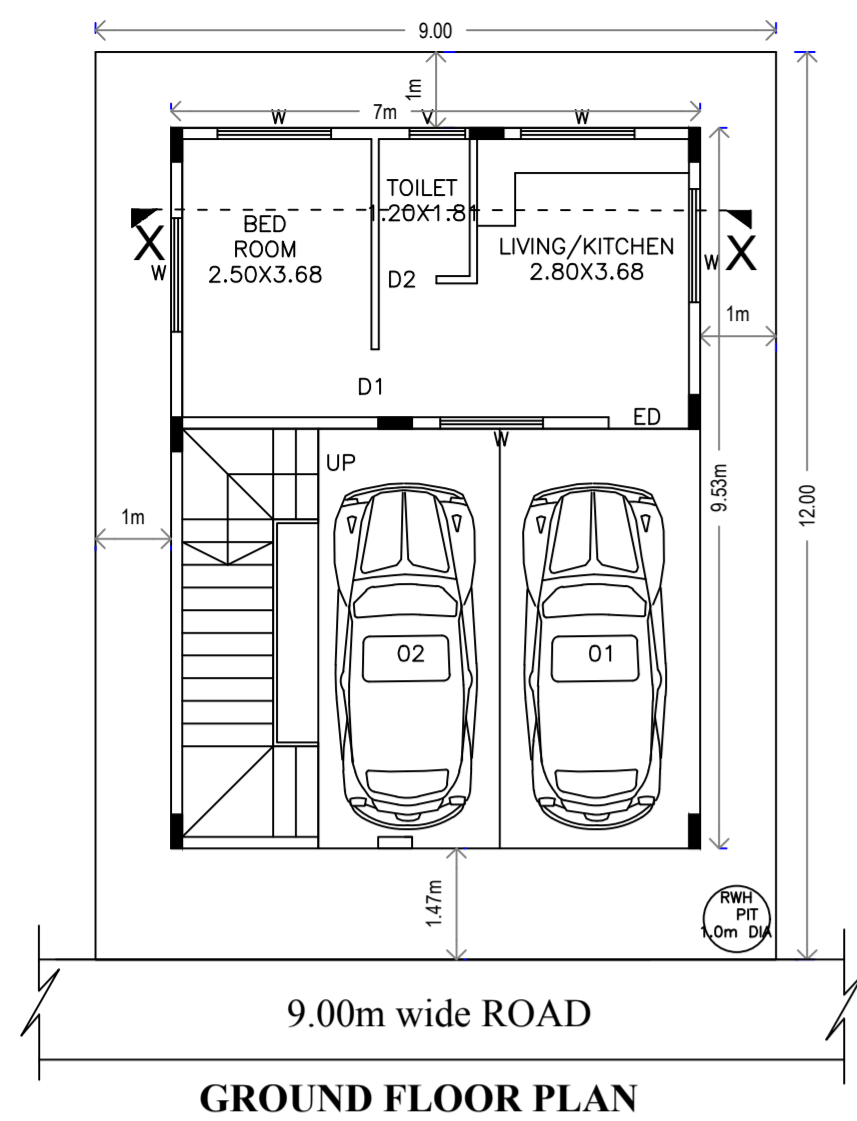 9.00
1m
7m
W
V
W
TOILET
1.20X1.81
BED
ROOM
2.50X3.68
LIVING/KITCHEN
2.80X3.68
X
W
W
X
D2
1m
D1
ED
W
UP
9.53m
12.00
1m
02
01
1.47m
RWH
PIT
1.0m DIA
9.00m wide ROAD
GROUND FLOOR PLAN